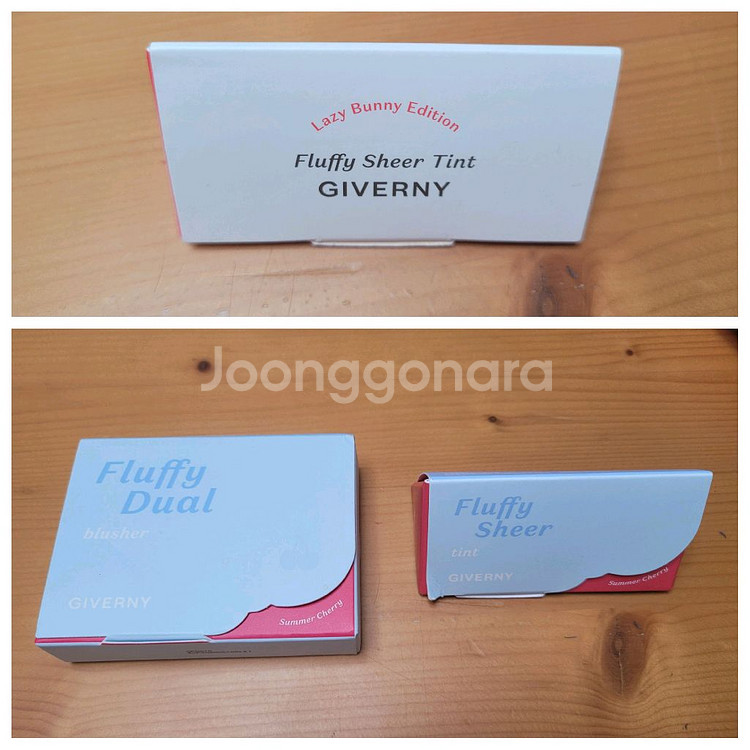 Lazy Bunny Edition
Fluffy Sheer Tint
GIVERNY
Joonggonara
Fluffy
Dual
blusher
GIVERNY
Summer Cherry
Fluffy
Sheer
tint
GIVERNY
Summer Cherry